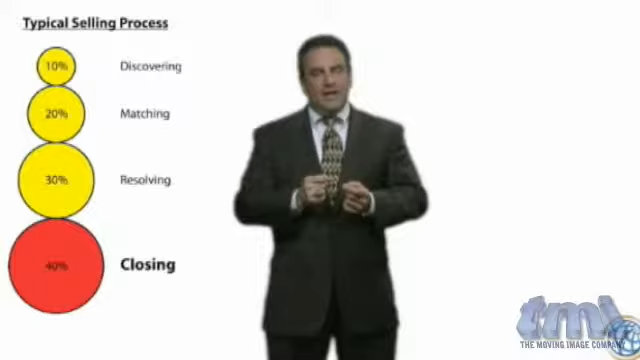 Typical Selling Process
10% Discovering
20% Matching
30% Resolving
40% Closing
tmi
THE MOVING IMAGE COMPANY